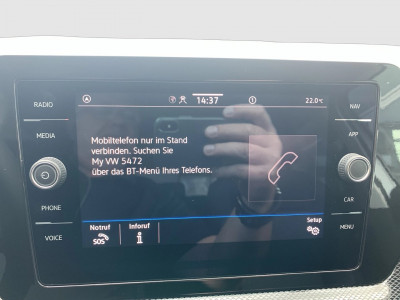 RADIO
MEDIA
PHONE
VOICE
14:37
22.0°C
Mobiltelefon nur im Stand
verbinden. Suchen Sie
My VW 5472
über das BT-Menü Ihres Telefons.
Notruf
SOS
Inforuf
Setup
NAV
APP
CAR
MENU